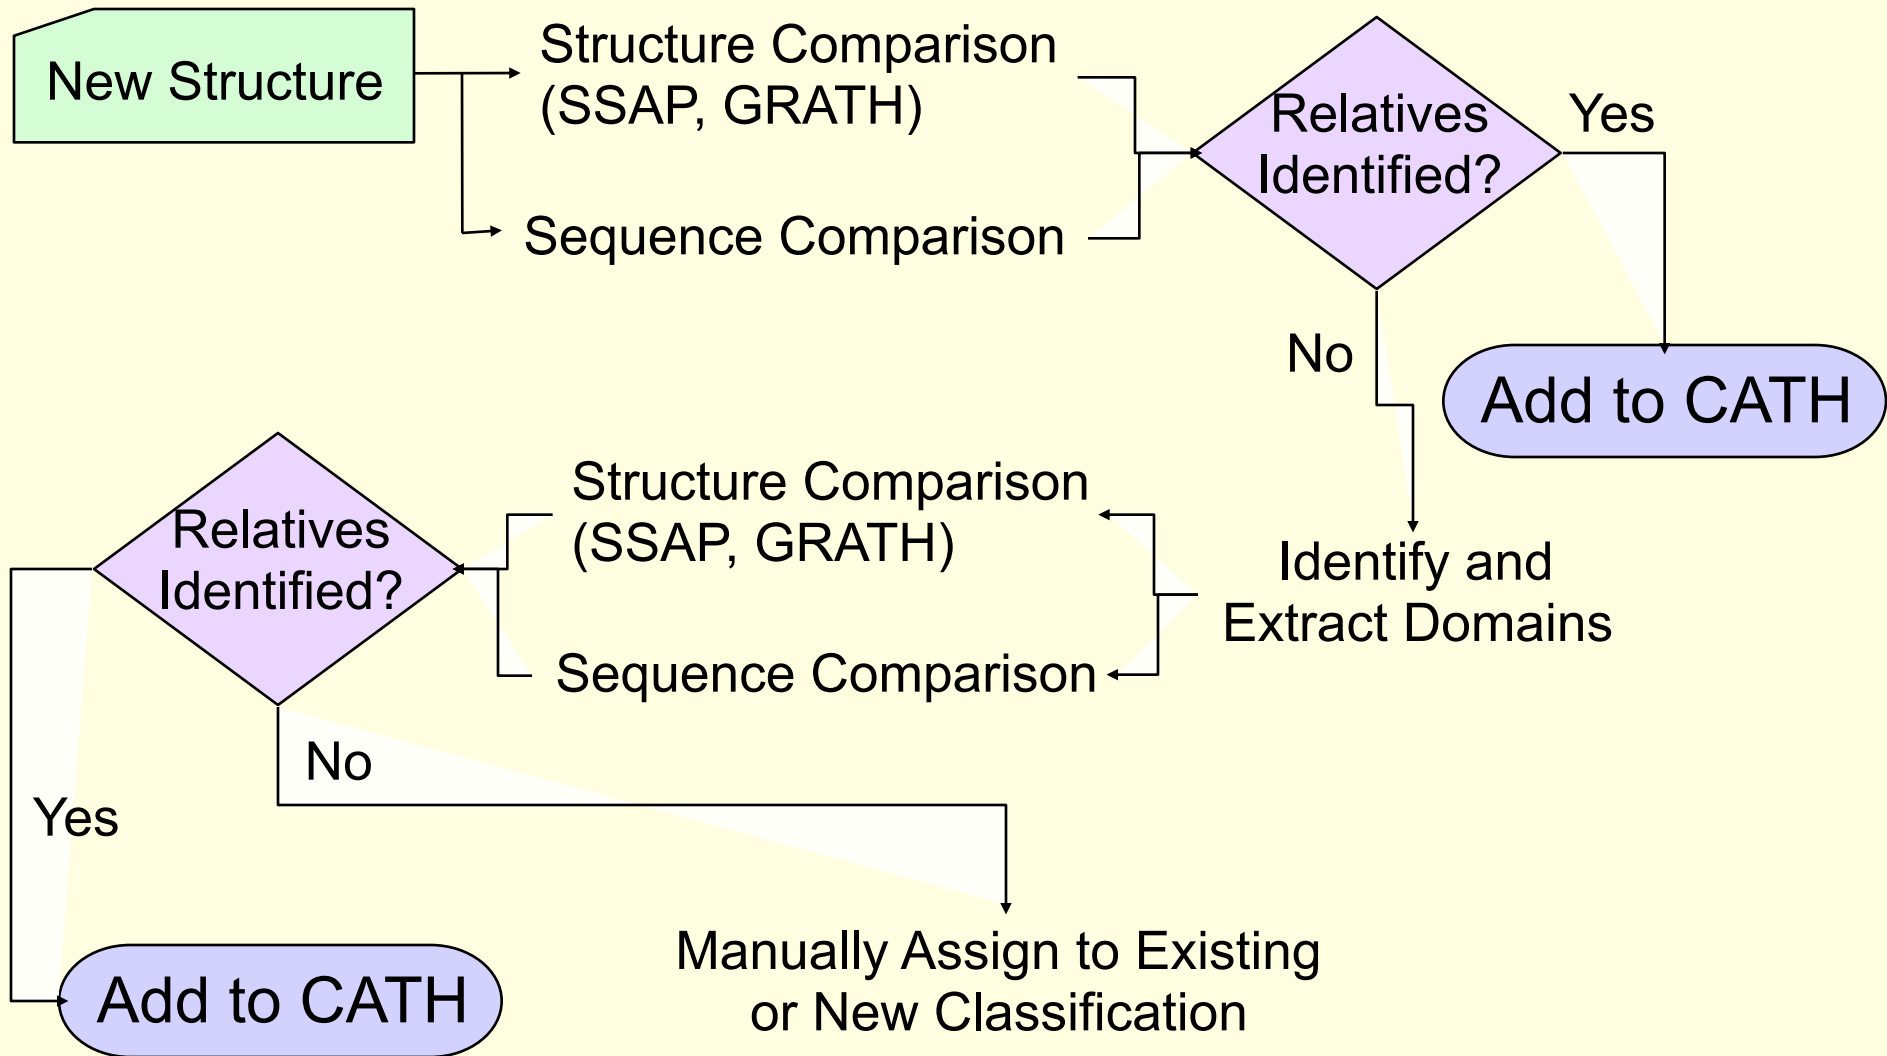 New Structure
Structure Comparison
(SSAP, GRATH)
Sequence Comparison
Relatives
Identified?
Yes
No
Add to CATH
Identify and
Extract Domains
Structure Comparison
(SSAP, GRATH)
Sequence Comparison
Relatives
Identified?
No
Yes
Add to CATH
Manually Assign to Existing
or New Classification